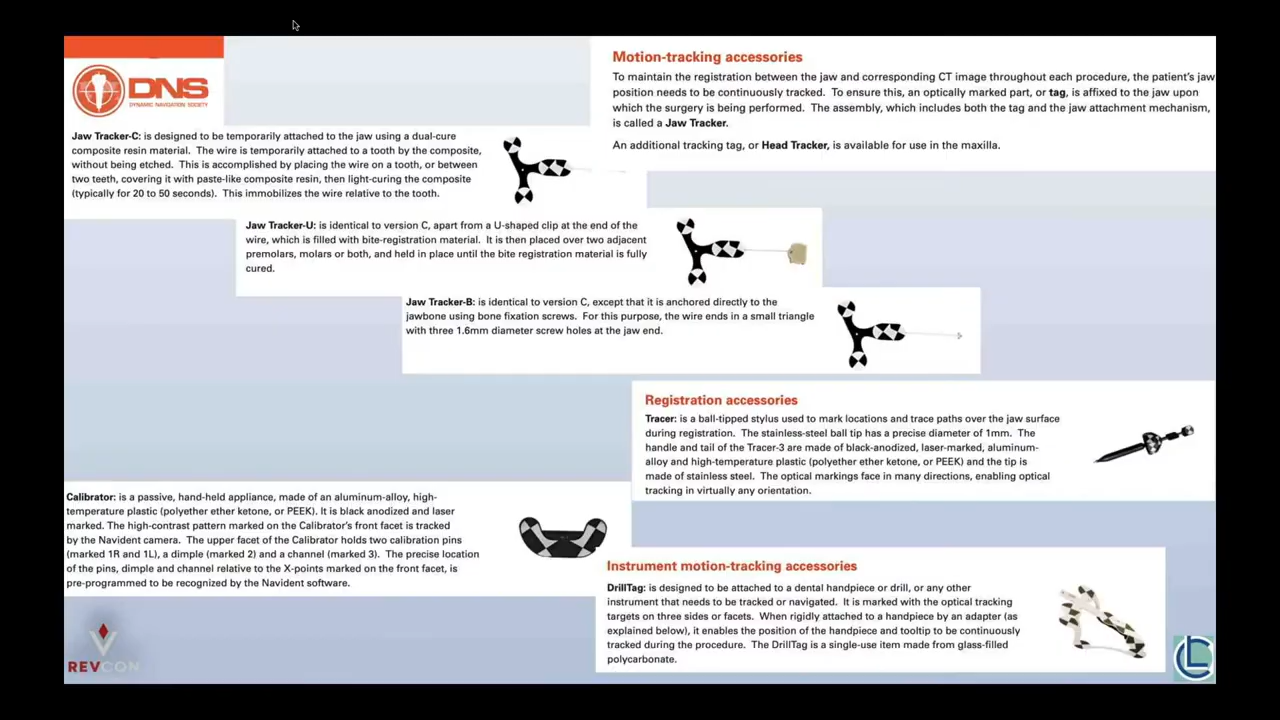 DNS
DYNAMIC NAVIGATION SOCIETY
Motion-tracking accessories
To maintain the registration between the jaw and corresponding CT image throughout each procedure, the patient's jaw
position needs to be continuously tracked. To ensure this, an optically marked part, or tag, is affixed to the jaw upon
which the surgery is being performed. The assembly, which includes both the tag and the jaw attachment mechanism,
is called a Jaw Tracker.
An additional tracking tag, or Head Tracker, is available for use in the maxilla.
Jaw Tracker-C: is designed to be temporarily attached to the jaw using a dual-cure
composite resin material. The wire is temporarily attached to a tooth by the composite,
without being etched. This is accomplished by placing the wire on a tooth, or between
two teeth, covering it with paste-like composite resin, then light-curing the composite
(typically for 20 to 50 seconds). This immobilizes the wire relative to the tooth.
Jaw Tracker-U: is identical to version C, apart from a U-shaped clip at the end of the
wire, which is filled with bite-registration material. It is then placed over two adjacent
premolars, molars or both, and held in place until the bite registration material is fully
cured.
Jaw Tracker-B: is identical to version C, except that it is anchored directly to the
jawbone using bone fixation screws. For this purpose, the wire ends in a small triangle
with three 1.6mm diameter screw holes at the jaw end.
Registration accessories
Tracer: is a ball-tipped stylus used to mark locations and trace paths over the jaw surface
during registration. The stainless-steel ball tip has a precise diameter of 1mm. The
handle and tail of the Tracer-3 are made of black-anodized, laser-marked, aluminum-
alloy and high-temperature plastic (polyether ether ketone, or PEEK) and the tip is
made of stainless steel. The optical markings face in many directions, enabling optical
tracking in virtually any orientation.
Calibrator: is a passive, hand-held appliance, made of an aluminum-alloy, high-
temperature plastic (polyether ether ketone, or PEEK). It is black anodized and laser
marked. The high-contrast pattern marked on the Calibrator's front facet is tracked
by the Navident camera. The upper facet of the Calibrator holds two calibration pins
(marked 1R and 1L), a dimple (marked 2) and a channel (marked 3). The precise location
of the pins, dimple and channel relative to the X-points marked on the front facet, is
pre-programmed to be recognized by the Navident software.
Instrument motion-tracking accessories
DrillTag: is designed to be attached to a dental handpiece or drill, or any other
instrument that needs to be tracked or navigated. It is marked with the optical tracking
targets on three sides or facets. When rigidly attached to a handpiece by an adapter (as
explained below), it enables the position of the handpiece and tooltip to be continuously
tracked during the procedure. The DrillTag is a single-use item made from glass-filled
polycarbonate.
REVCON